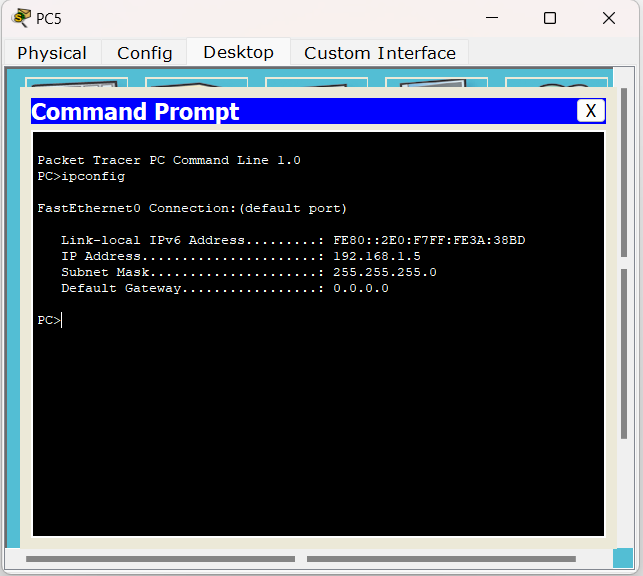 PC5
Physical Config Desktop Custom Interface
Command Prompt X
Packet Tracer PC Command Line 1.0
PC>ipconfig
FastEthernet0 Connection:(default port)
Link-local IPv6 Address.........: FE80::2E0:F7FF:FE3A:38BD
IP Address......................: 192.168.1.5
Subnet Mask.....................: 255.255.255.0
Default Gateway.................: 0.0.0.0
PC>